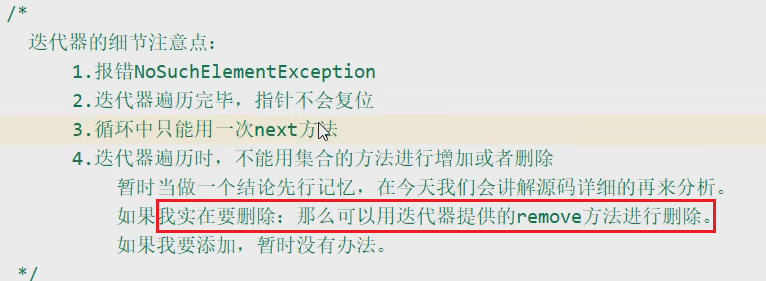 /*
迭代器的细节注意点：
1.报错NoSuchElementException
2.迭代器遍历完毕，指针不会复位
3.循环中只能用一次next方法
4.迭代器遍历时，不能用集合的方法进行增加或者删除
暂时当做一个结论先行记忆，在今天我们会讲解源码详细的再来分析。
如果我实在要删除：那么可以用迭代器提供的remove方法进行删除。
如果我要添加，暂时没有办法。
*/